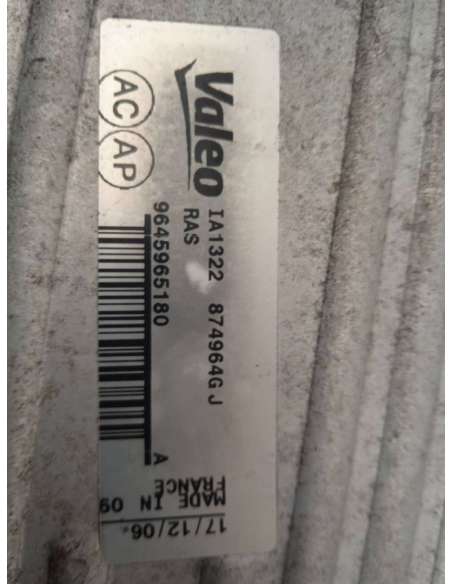 Valeo
IA1322 874964G J
RAS
9645965180
A
AC
AP
MADE IN 09
FRANCE
17/12/06